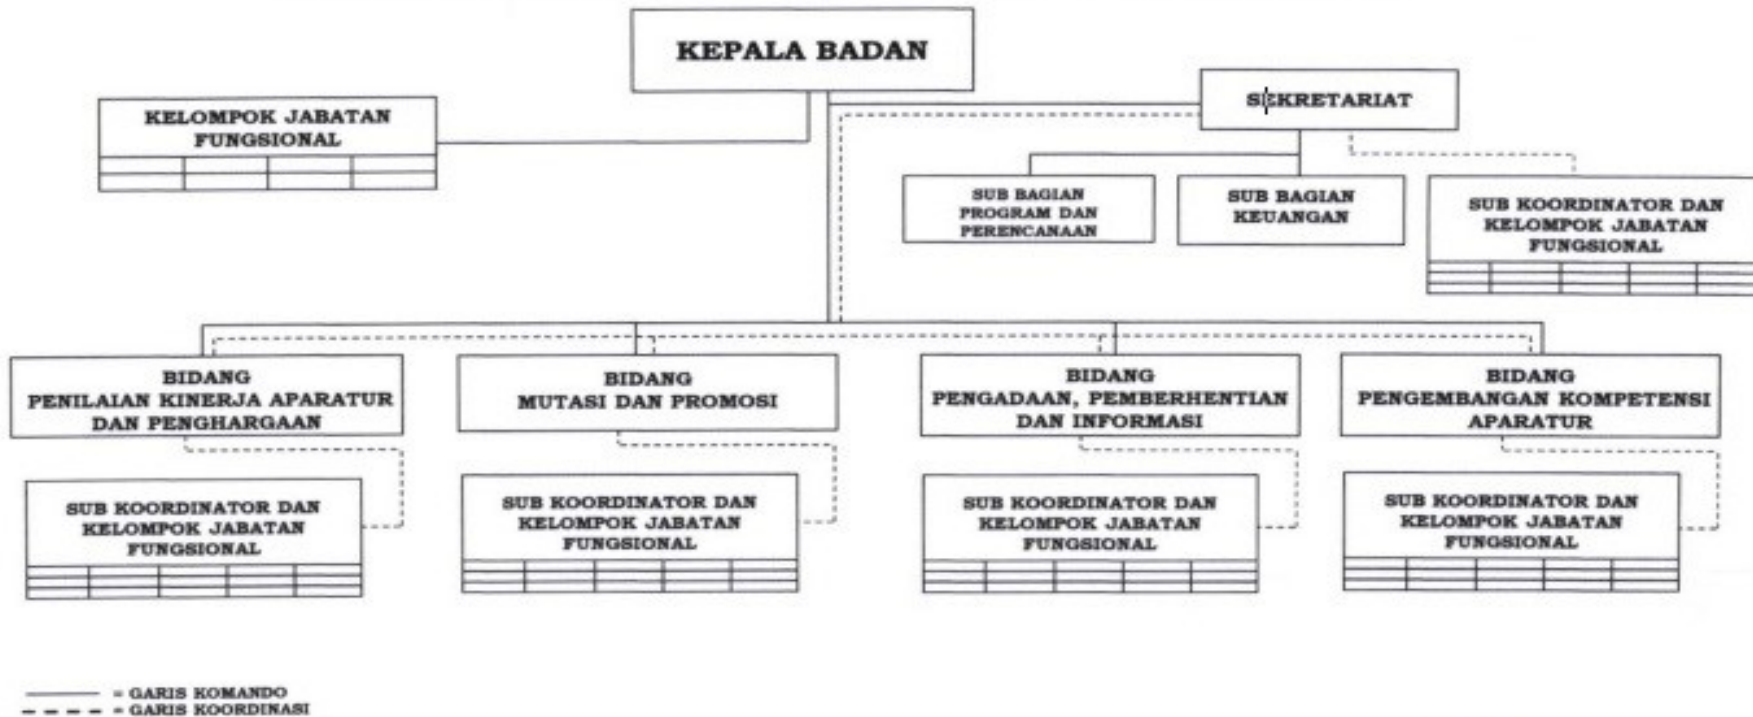 KEPALA BADAN
SEKRETARIAT
KELOMPOK JABATAN
FUNGSIONAL
SUB BAGIAN
PROGRAM DAN
PERENCANAAN
SUB BAGIAN
KEUANGAN
SUB KOORDINATOR DAN
KELOMPOK JABATAN
FUNGSIONAL
BIDANG
PENILAIAN KINERJA APARATUR
DAN PENGHARGAAN
BIDANG
MUTASI DAN PROMOSI
BIDANG
PENGADAAN, PEMBERHENTIAN
DAN INFORMASI
BIDANG
PENGEMBANGAN KOMPETENSI
APARATUR
SUB KOORDINATOR DAN
KELOMPOK JABATAN
FUNGSIONAL
SUB KOORDINATOR DAN
KELOMPOK JABATAN
FUNGSIONAL
SUB KOORDINATOR DAN
KELOMPOK JABATAN
FUNGSIONAL
SUB KOORDINATOR DAN
KELOMPOK JABATAN
FUNGSIONAL
= GARIS KOMANDO
= GARIS KOORDINASI